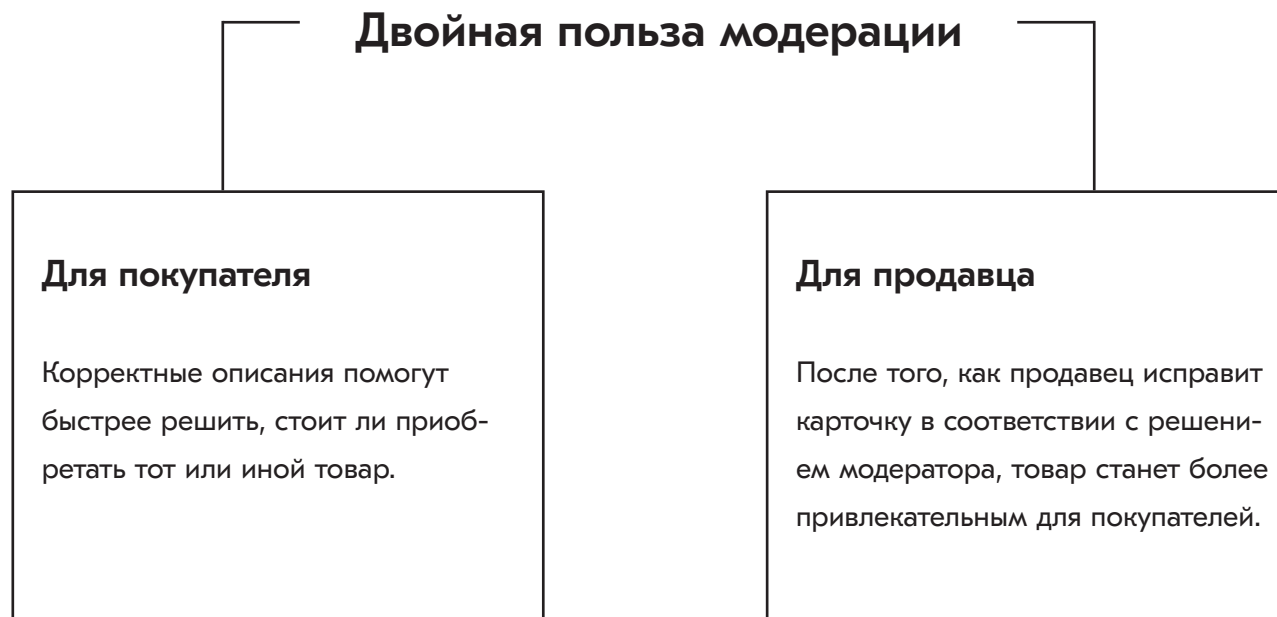 Двойная польза модерации
Для покупателя
Корректные описания помогут
быстрее решить, стоит ли приоб-
ретать тот или иной товар.
Для продавца
После того, как продавец исправит
карточку в соответствии с решени-
ем модератора, товар станет более
привлекательным для покупателей.